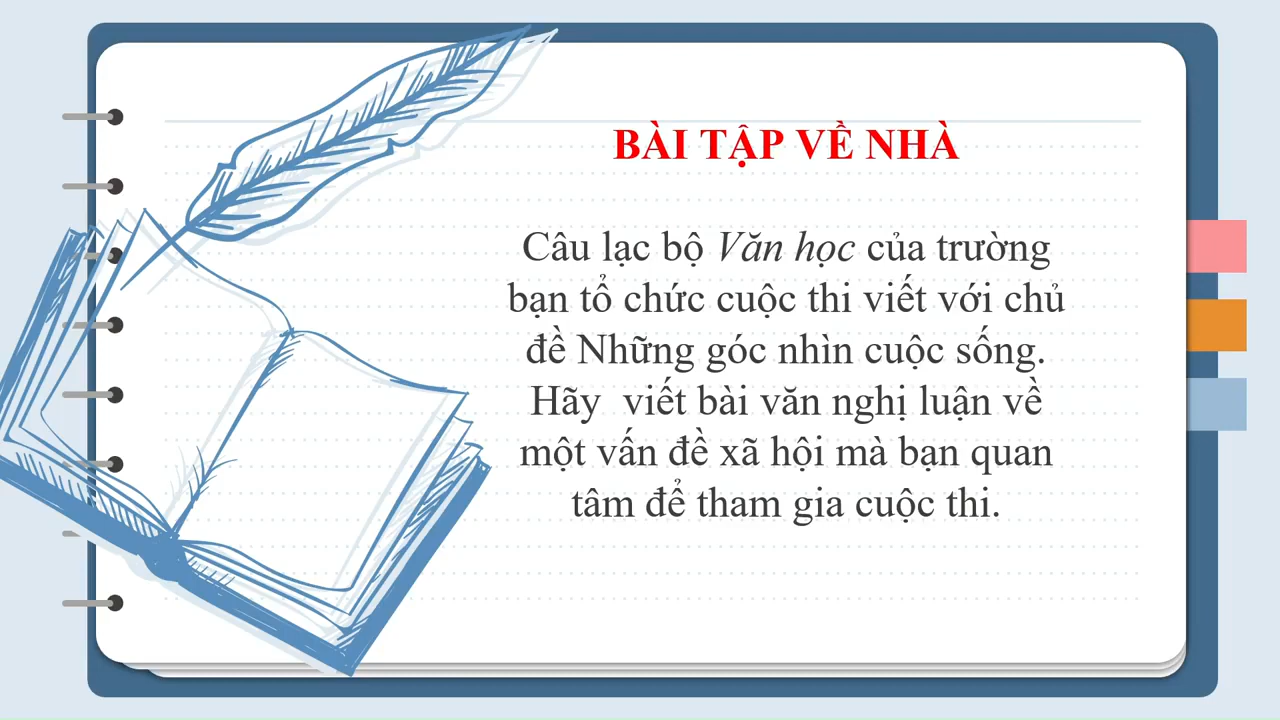 BÀI TẬP VỀ NHÀ
Câu lạc bộ Văn học của trường
bạn tổ chức cuộc thi viết với chủ
đề Những góc nhìn cuộc sống.
Hãy  viết bài văn nghị luận về
một vấn đề xã hội mà bạn quan
tâm để tham gia cuộc thi.